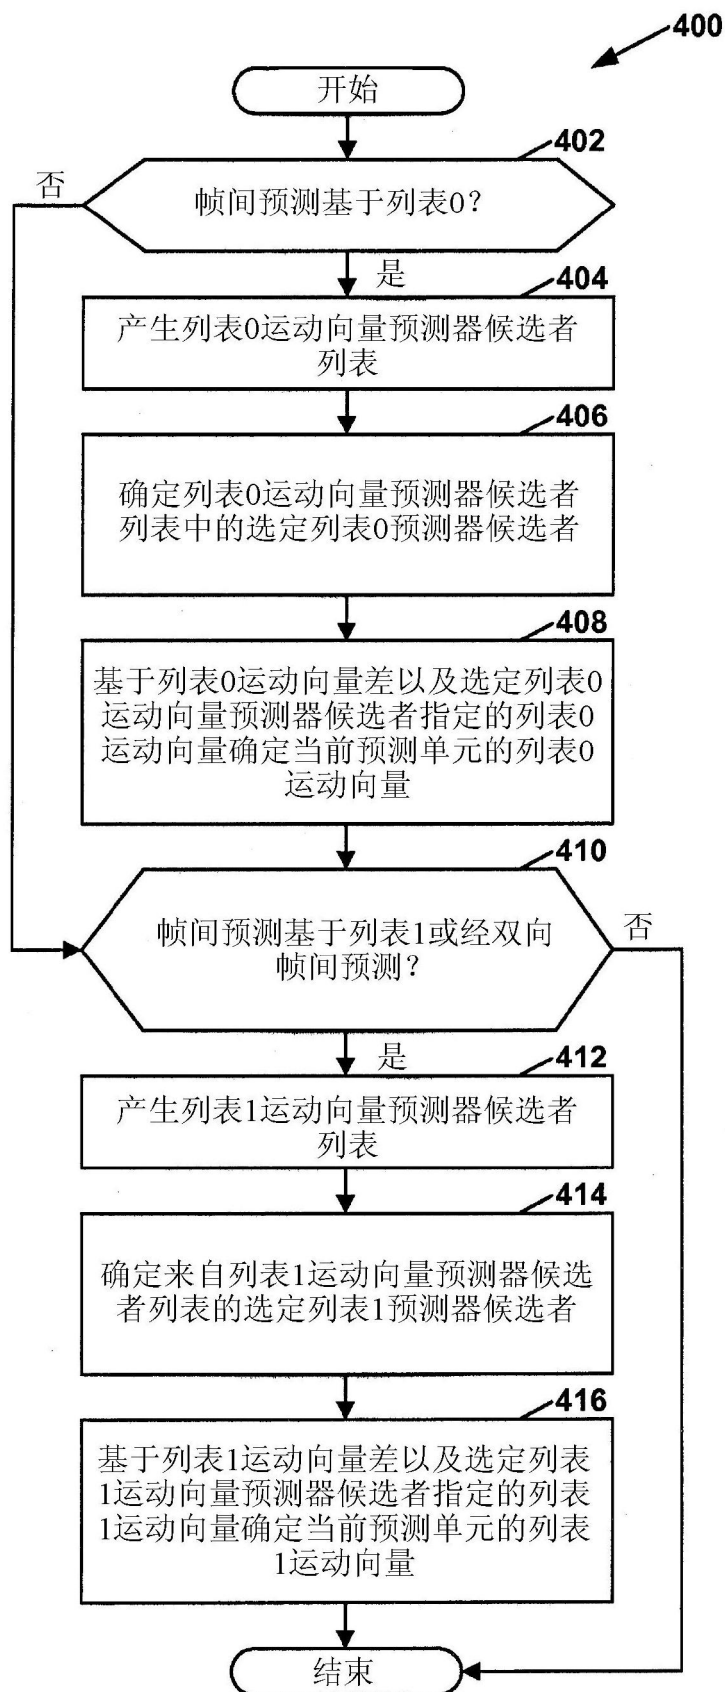 400
开始
402
否
帧间预测基于列表0?
是
404
产生列表0运动向量预测器候选者
列表
406
确定列表0运动向量预测器候选者
列表中的选定列表0预测器候选者
408
基于列表0运动向量差以及选定列表0
运动向量预测器候选者指定的列表0
运动向量确定当前预测单元的列表0
运动向量
410
帧间预测基于列表1或经双向
帧间预测?
否
是
412
产生列表1运动向量预测器候选者
列表
414
确定来自列表1运动向量预测器候选
者列表的选定列表1预测器候选者
416
基于列表1运动向量差以及选定列表
1运动向量预测器候选者指定的列表
1运动向量确定当前预测单元的列表
1运动向量
结束